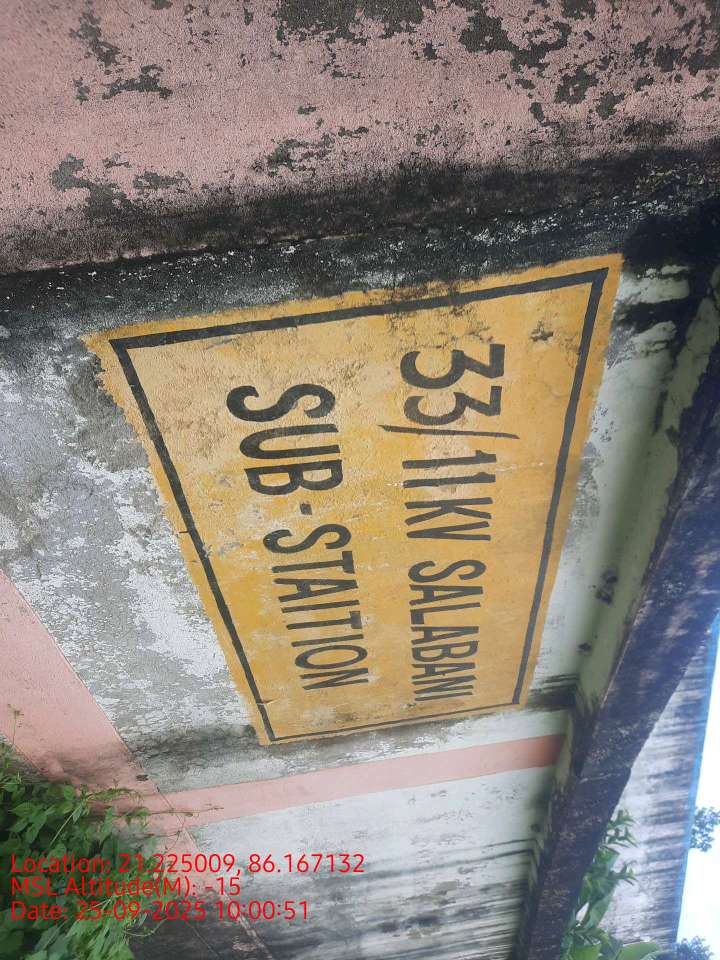 33/11KV SALABANI
SUB-STAITION
Location: 21.225009, 86.167132
MSL Altitude(M): -15
Date: 25-09-2025 10:00:51